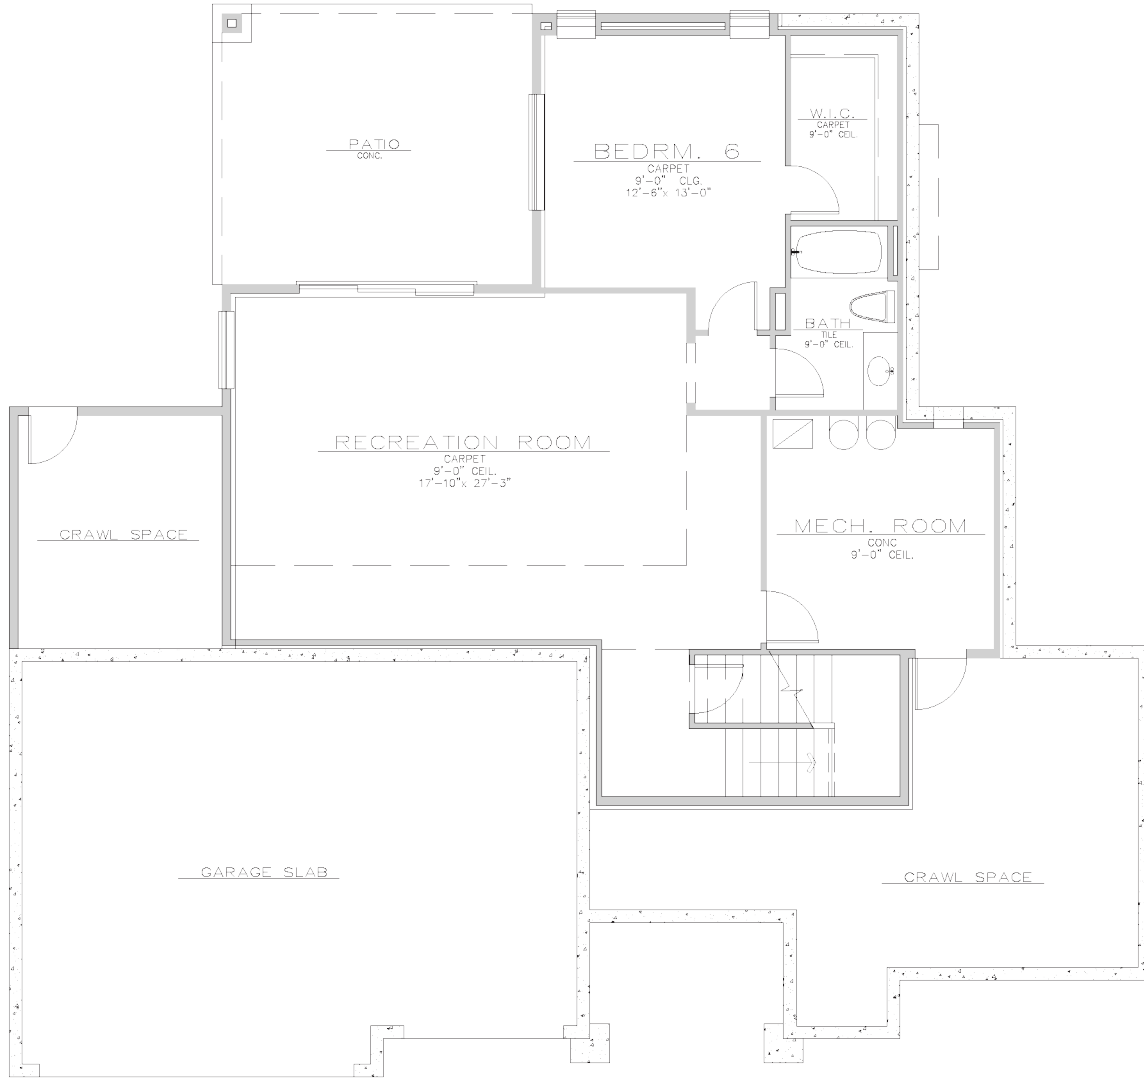 W.I.C.
CARPET
9'-0" CEIL.
PATIO
CONC.
BEDRM. 6
CARPET
9'-0" CLG.
12'-6"x 13'-0"
BATH
TILE
9'-0" CEIL.
RECREATION ROOM
CARPET
9'-0" CEIL.
17'-10"x 27'-3"
CRAWL SPACE
MECH. ROOM
CONC
9'-0" CEIL.
GARAGE SLAB
CRAWL SPACE